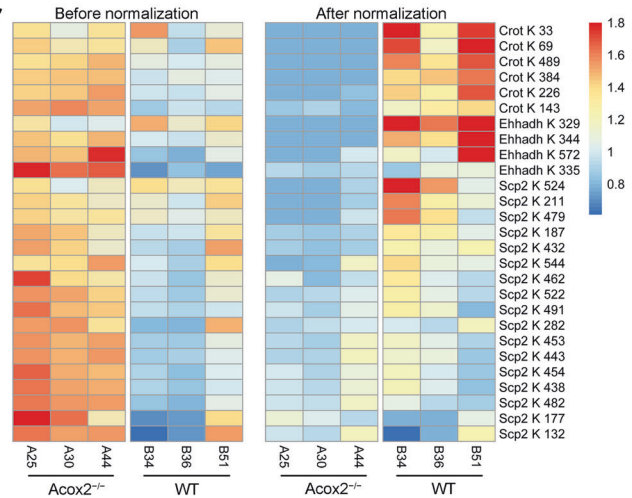 Before normalization
After normalization
Crot K 33
Crot K 69
Crot K 489
Crot K 384
Crot K 226
Crot K 143
Ehhadh K 329
Ehhadh K 344
Ehhadh K 572
Ehhadh K 335
Scp2 K 524
Scp2 K 211
Scp2 K 479
Scp2 K 187
Scp2 K 432
Scp2 K 544
Scp2 K 462
Scp2 K 522
Scp2 K 491
Scp2 K 282
Scp2 K 453
Scp2 K 443
Scp2 K 454
Scp2 K 438
Scp2 K 482
Scp2 K 177
Scp2 K 132
1.8
1.6
1.4
1.2
1
0.8
A25 A30 A44 B34 B36 B51
A25 A30 A44 B34 B36 B51
Acox2⁻/⁻ WT
Acox2⁻/⁻ WT